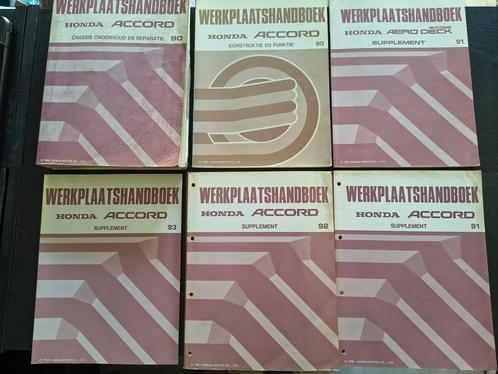 WERKPLAATSHANDBOEK
HONDA ACCORD
CHASSIS ONDERHOUD EN REPARATIE 90
WERKPLAATSHANDBOEK
HONDA ACCORD
KONSTRUKTIE EN FUNKTIE 90
WERKPLAATSHANDBOEK
HONDA ACCORD AERO DECK
SUPPLEMENT 91
WERKPLAATSHANDBOEK
HONDA ACCORD
SUPPLEMENT 93
WERKPLAATSHANDBOEK
HONDA ACCORD
SUPPLEMENT 92
WERKPLAATSHANDBOEK
HONDA ACCORD
SUPPLEMENT 91